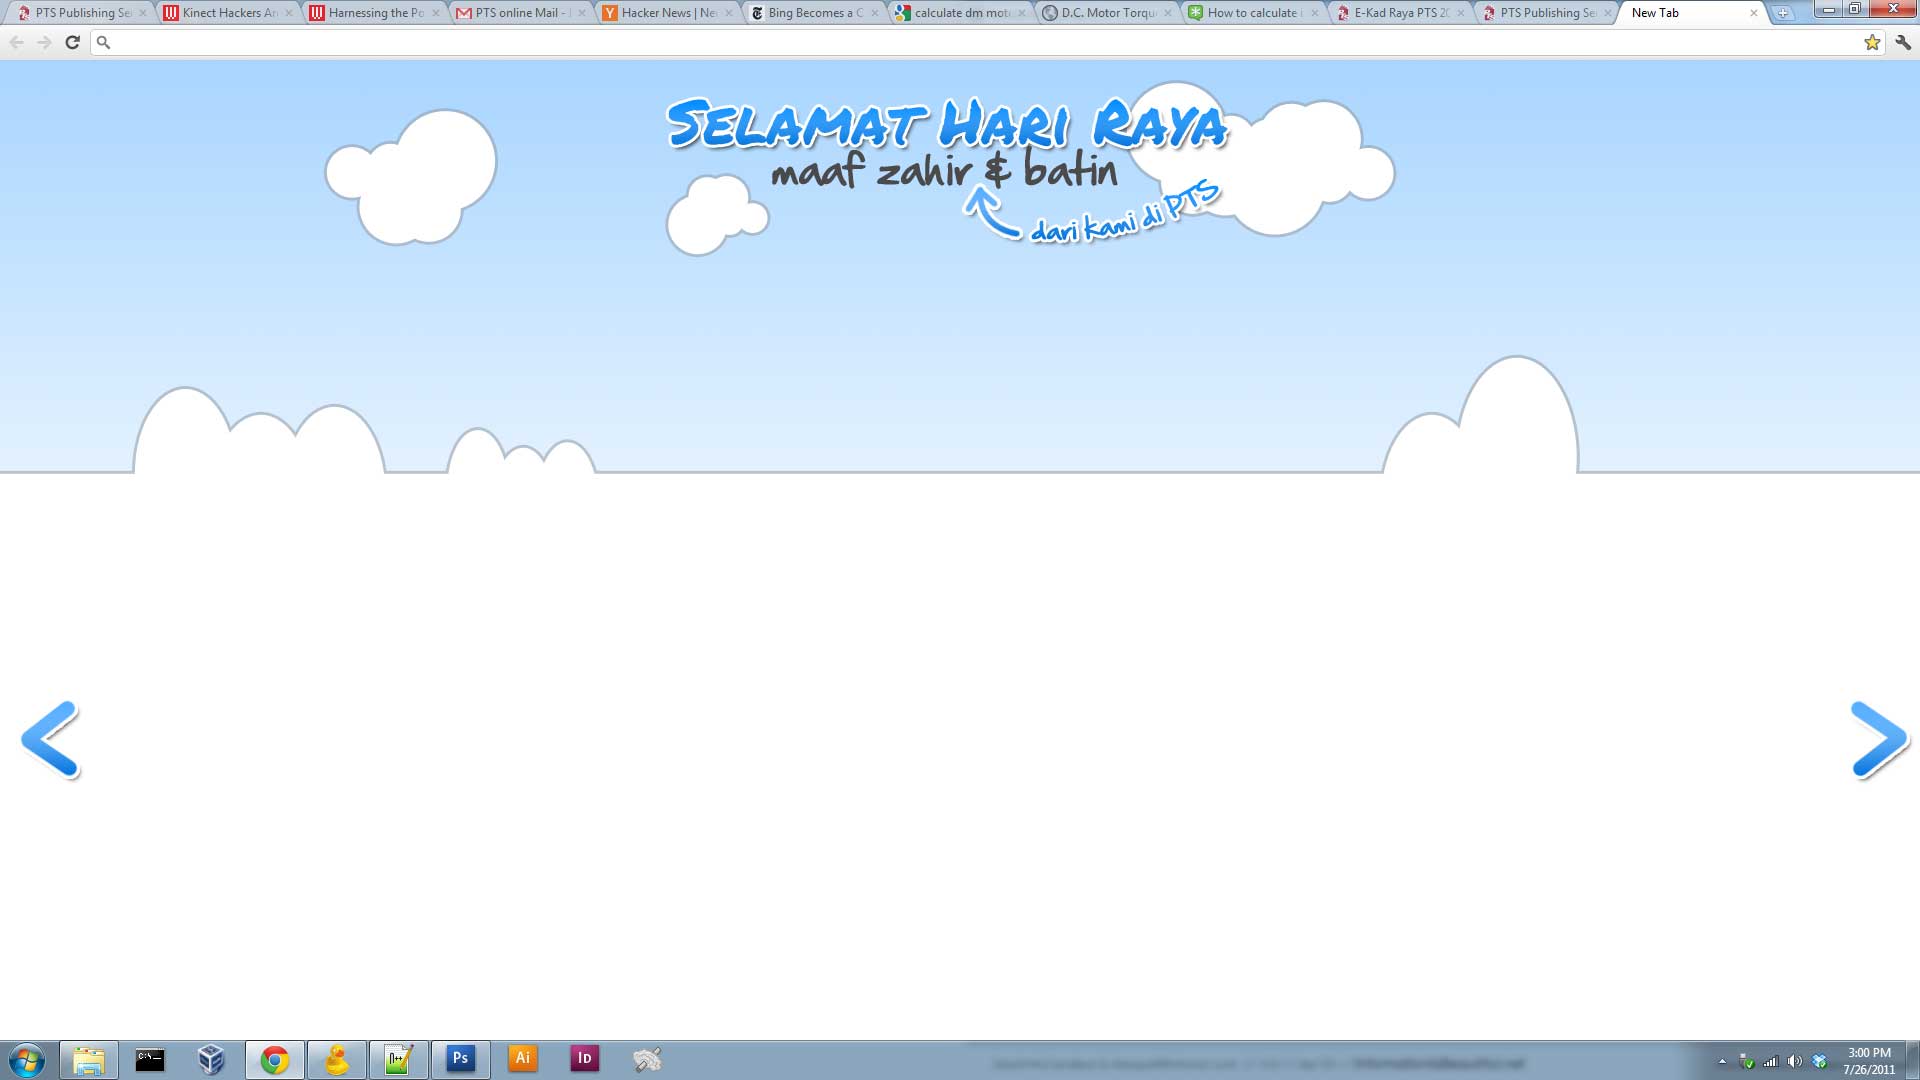 PTS Publishing Se
Kinect Hackers Ar
Harnessing the Po
PTS online Mail -
Hacker News | Ne
Bing Becomes a C
calculate dm mot
D.C. Motor Torqu
How to calculate
E-Kad Raya PTS 20
PTS Publishing Se
New Tab
SELAMAT HARI RAYA
maaf zahir & batin
dari kami di PTS
C:\
Ps
Ai
Id
3:00 PM
7/26/2011